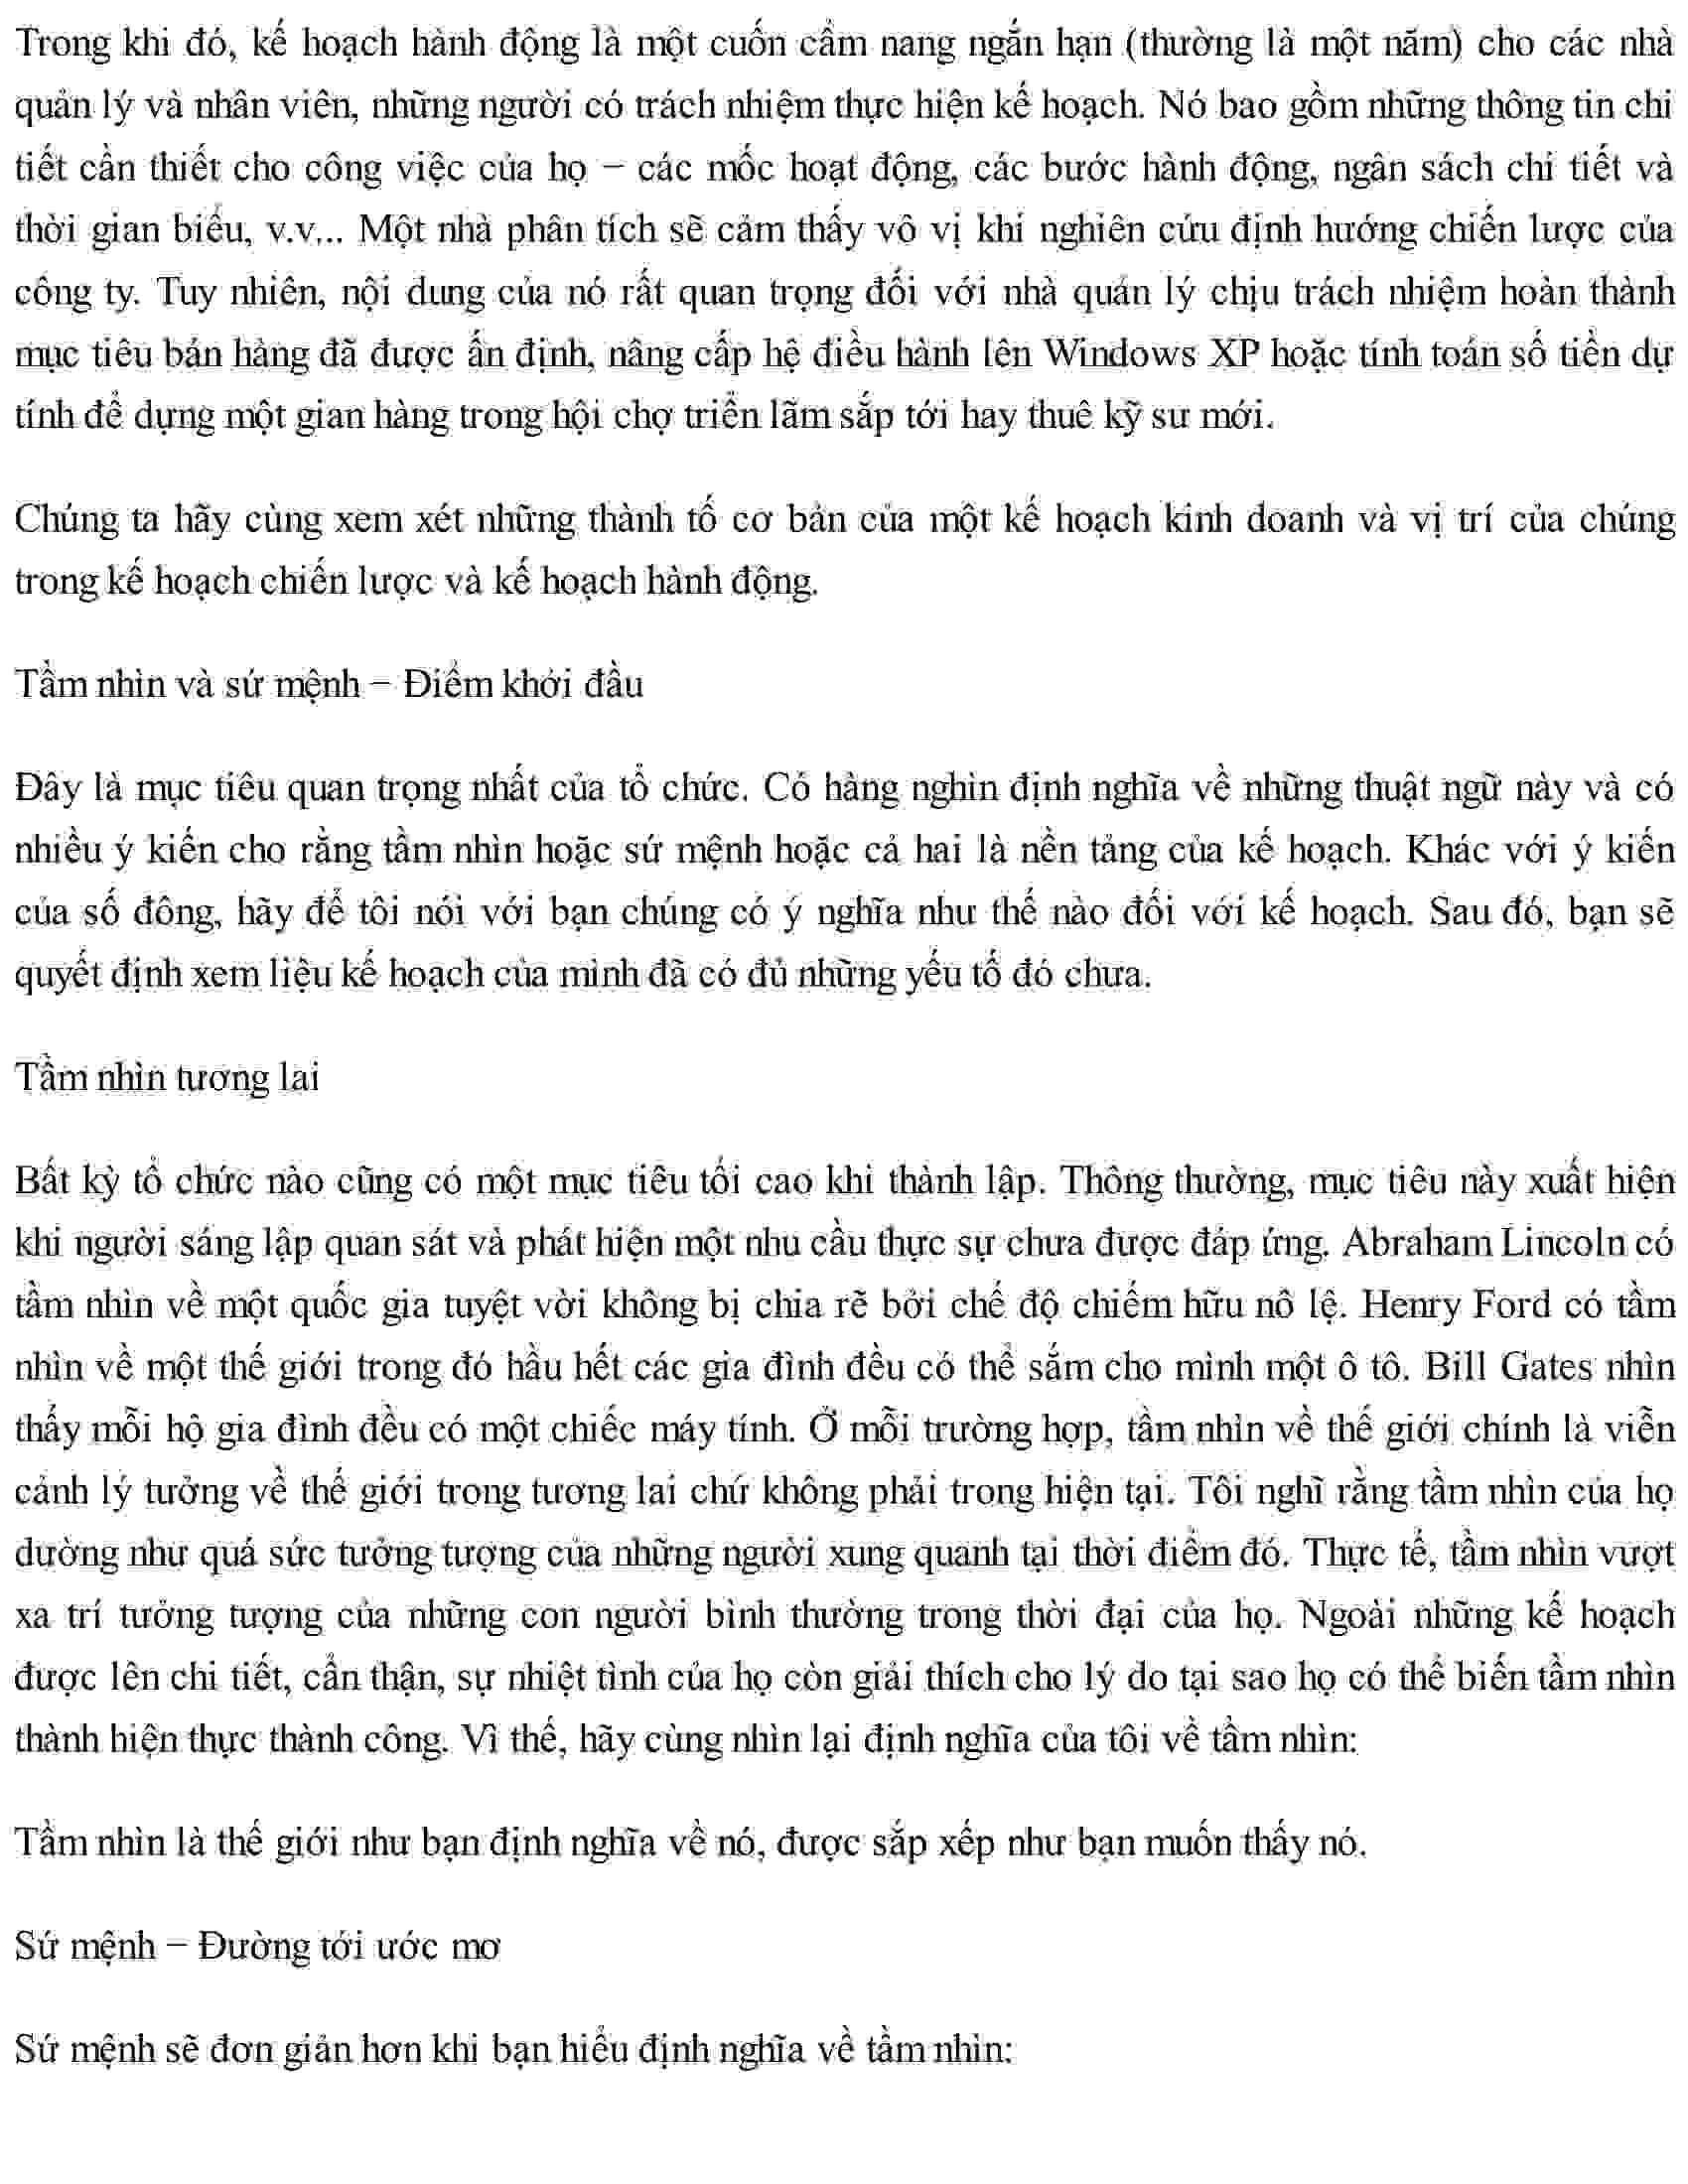 Trong khi đó, kế hoạch hành động là một cuốn cẩm nang ngắn hạn (thường là một năm) cho các nhà
quản lý và nhân viên, những người có trách nhiệm thực hiện kế hoạch. Nó bao gồm những thông tin chi
tiết cần thiết cho công việc của họ – các mốc hoạt động, các bước hành động, ngân sách chi tiết và
thời gian biểu, v.v... Một nhà phân tích sẽ cảm thấy vô vị khi nghiên cứu định hướng chiến lược của
công ty. Tuy nhiên, nội dung của nó rất quan trọng đối với nhà quản lý chịu trách nhiệm hoàn thành
mục tiêu bán hàng đã được ấn định, nâng cấp hệ điều hành lên Windows XP hoặc tính toán số tiền dự
tính để dựng một gian hàng trong hội chợ triển lãm sắp tới hay thuê kỹ sư mới.
Chúng ta hãy cùng xem xét những thành tố cơ bản của một kế hoạch kinh doanh và vị trí của chúng
trong kế hoạch chiến lược và kế hoạch hành động.
Tầm nhìn và sứ mệnh – Điểm khởi đầu
Đây là mục tiêu quan trọng nhất của tổ chức. Có hàng nghìn định nghĩa về những thuật ngữ này và có
nhiều ý kiến cho rằng tầm nhìn hoặc sứ mệnh hoặc cả hai là nền tảng của kế hoạch. Khác với ý kiến
của số đông, hãy để tôi nói với bạn chúng có ý nghĩa như thế nào đối với kế hoạch. Sau đó, bạn sẽ
quyết định xem liệu kế hoạch của mình đã có đủ những yếu tố đó chưa.
Tầm nhìn tương lai
Bất kỳ tổ chức nào cũng có một mục tiêu tối cao khi thành lập. Thông thường, mục tiêu này xuất hiện
khi người sáng lập quan sát và phát hiện một nhu cầu thực sự chưa được đáp ứng. Abraham Lincoln có
tầm nhìn về một quốc gia tuyệt vời không bị chia rẽ bởi chế độ chiếm hữu nô lệ. Henry Ford có tầm
nhìn về một thế giới trong đó hầu hết các gia đình đều có thể sắm cho mình một ô tô. Bill Gates nhìn
thấy mỗi hộ gia đình đều có một chiếc máy tính. Ở mỗi trường hợp, tầm nhìn về thế giới chính là viễn
cảnh lý tưởng về thế giới trong tương lai chứ không phải trong hiện tại. Tôi nghĩ rằng tầm nhìn của họ
dường như quá sức tưởng tượng của những người xung quanh tại thời điểm đó. Thực tế, tầm nhìn vượt
xa trí tưởng tượng của những con người bình thường trong thời đại của họ. Ngoài những kế hoạch
được lên chi tiết, cẩn thận, sự nhiệt tình của họ còn giải thích cho lý do tại sao họ có thể biến tầm nhìn
thành hiện thực thành công. Vì thế, hãy cùng nhìn lại định nghĩa của tôi về tầm nhìn:
Tầm nhìn là thế giới như bạn định nghĩa về nó, được sắp xếp như bạn muốn thấy nó.
Sứ mệnh – Đường tới ước mơ
Sứ mệnh sẽ đơn giản hơn khi bạn hiểu định nghĩa về tầm nhìn: